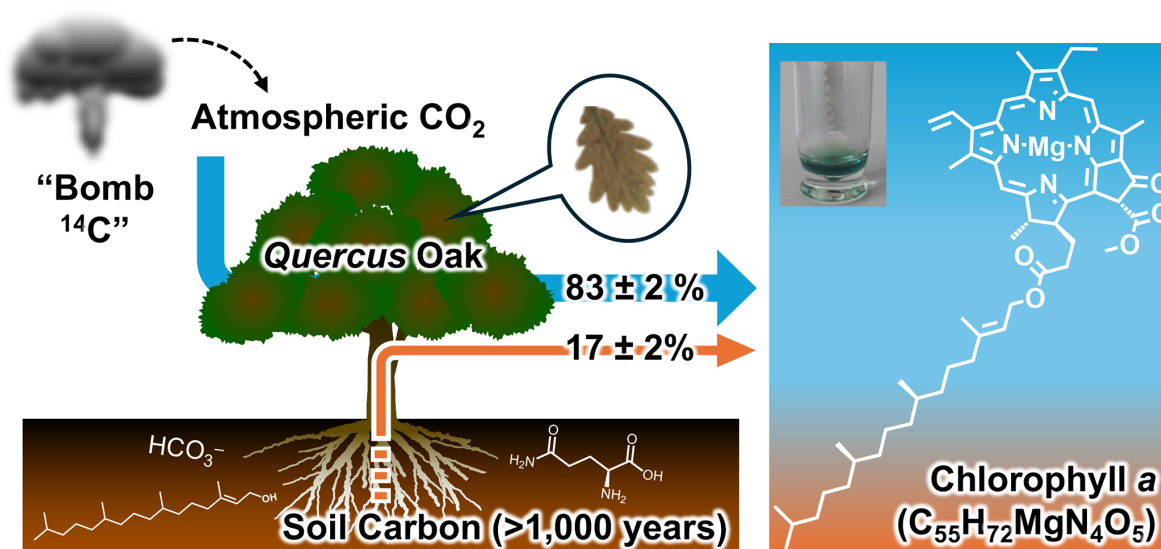 "Bomb
¹⁴C"
Atmospheric CO₂
Quercus Oak
83 ± 2 %
17 ± 2%
HCO₃⁻
OH
H₂N
O
O
OH
NH₂
Soil Carbon (>1,000 years)
N
N·Mg·N
N
O
O
O
O
O
Chlorophyll a
(C₅₅H₇₂MgN₄O₅)